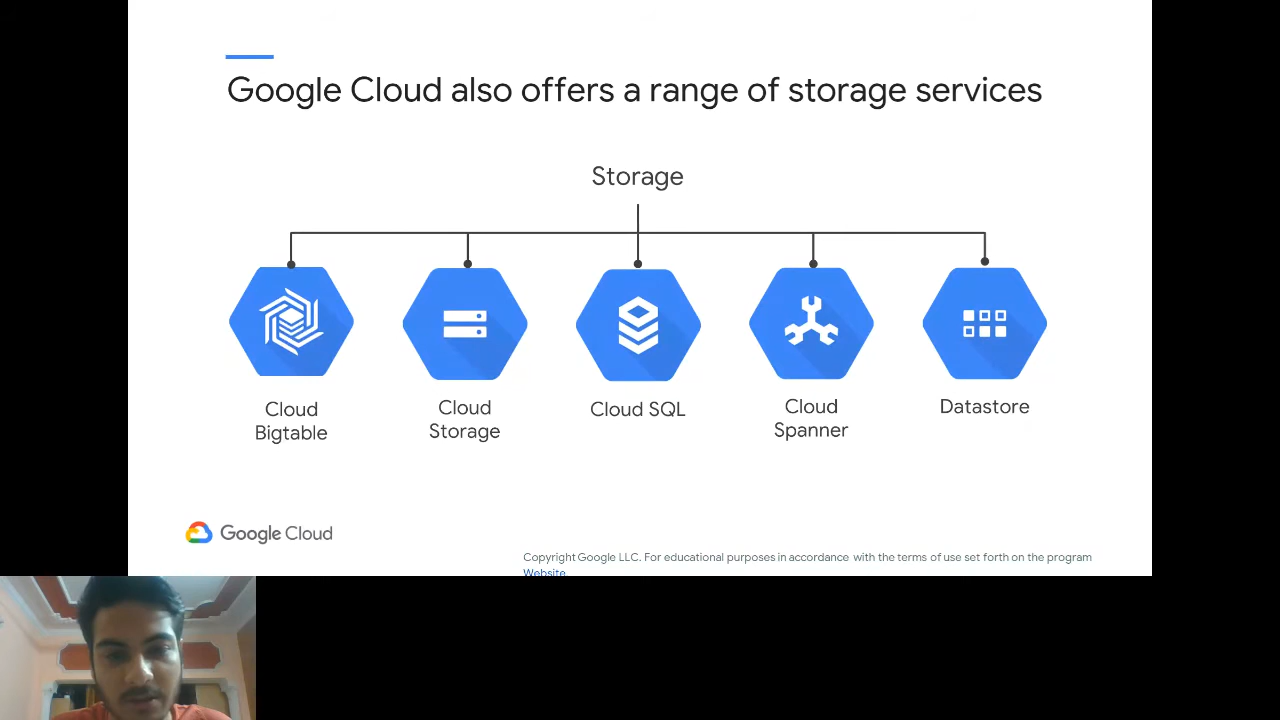 Google Cloud also offers a range of storage services
Storage
Cloud
Bigtable
Cloud
Storage
Cloud SQL
Cloud
Spanner
Datastore
Google Cloud
Copyright Google LLC. For educational purposes in accordance with the terms of use set forth on the program
Website.